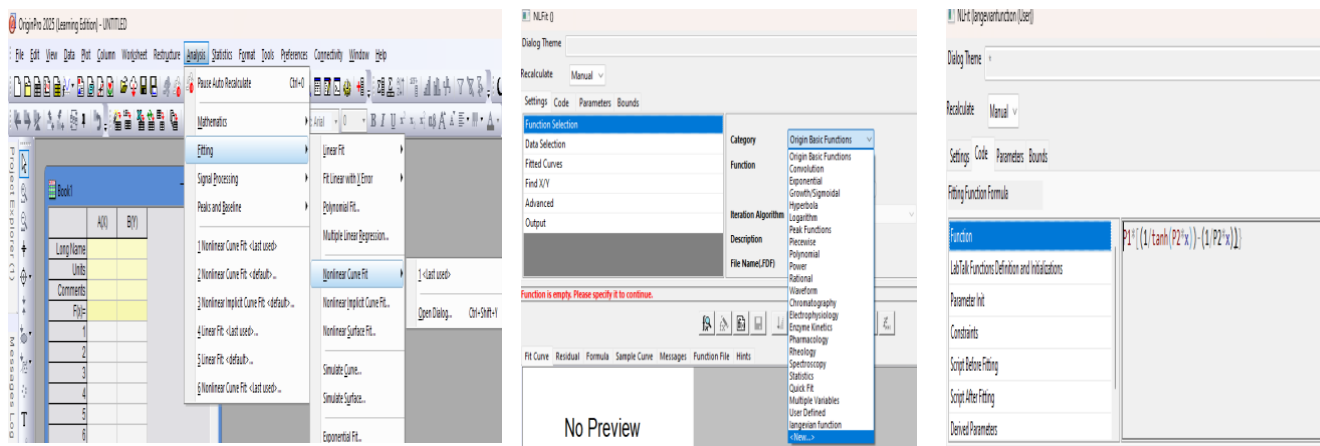 OriginPro 2025 (Learning Edition) - UNTITLED
File Edit View Data Plot Column Worksheet Restructure Analysis Statistics Format Tools Preferences Connectivity Window Help
Pause Auto Recalculate Ctrl+0
Mathematics
Fitting
Signal Processing
Peaks and Baseline
1 Nonlinear Curve Fit <Last used>
2 Nonlinear Curve Fit <default>...
3 Nonlinear Implicit Curve Fit <default>...
4 Linear Fit <Last used>...
5 Linear Fit <default>...
6 Nonlinear Curve Fit <Last used>...
Linear Fit
Fit Linear with X Error
Polynomial Fit...
Multiple Linear Regression...
Nonlinear Curve Fit
Nonlinear Implicit Curve Fit...
Nonlinear Surface Fit...
Simulate Curve...
Simulate Surface...
Exponential Fit...
1 <Last used>
Open Dialog... Ctrl+Shift+Y
Arial 0 B I U
Project Explorer (1)
Messages Log
Book1
A(X) B(Y)
Long Name
Units
Comments
F(x)=
1
2
3
4
5
6
NLFit ()
Dialog Theme
Recalculate Manual
Settings Code Parameters Bounds
Function Selection
Data Selection
Fitted Curves
Find X/Y
Advanced
Output
Category Origin Basic Functions
Function
Iteration Algorithm
Description
File Name(.FDF)
Origin Basic Functions
Convolution
Exponential
Growth/Sigmoidal
Hyperbola
Logarithm
Peak Functions
Piecewise
Polynomial
Power
Rational
Waveform
Chromatography
Electrophysiology
Enzyme Kinetics
Pharmacology
Rheology
Spectroscopy
Statistics
Quick Fit
Multiple Variables
User Defined
langevian function
<New...>
Function is empty. Please specify it to continue.
Fit Curve Residual Formula Sample Curve Messages Function File Hints
No Preview
NLFit (langevianfunction (User))
Dialog Theme
Recalculate Manual
Settings Code Parameters Bounds
Fitting Function Formula
Function
LabTalk Functions Definition and Initializations
Parameter Init
Constraints
Script Before Fitting
Script After Fitting
Derived Parameters
P1*[(1/tanh(P2*x))-(1/P2*x))]